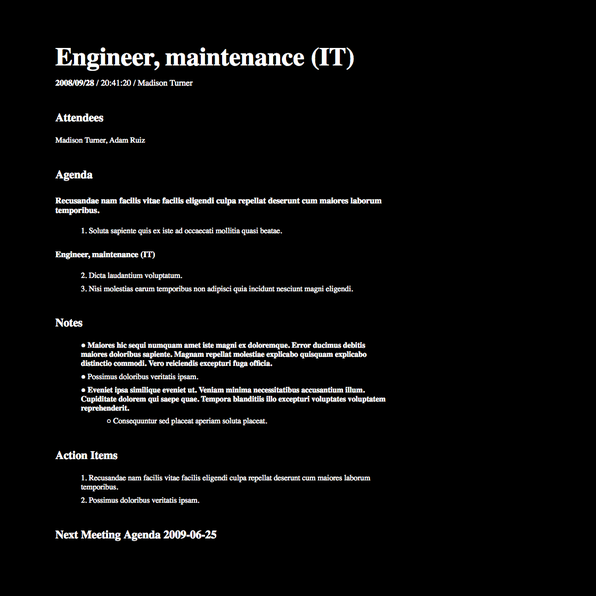 Engineer, maintenance (IT)
2008/09/28 / 20:41:20 / Madison Turner
Attendees
Madison Turner, Adam Ruiz
Agenda
Recusandae nam facilis vitae facilis eligendi culpa repellat deserunt cum maiores laborum
temporibus.
1. Soluta sapiente quis ex iste ad occaecati mollitia quasi beatae.
Engineer, maintenance (IT)
2. Dicta laudantium voluptatum.
3. Nisi molestias earum temporibus non adipisci quia incidunt nesciunt magni eligendi.
Notes
● Maiores hic sequi numquam amet iste magni ex doloremque. Error ducimus debitis
maiores doloribus sapiente. Magnam repellat molestiae explicabo quisquam explicabo
distinctio commodi. Vero reiciendis excepturi fuga officia.
● Possimus doloribus veritatis ipsam.
● Eveniet ipsa similique eveniet ut. Veniam minima necessitatibus accusantium illum.
Cupiditate dolorem qui saepe quae. Tempora blanditiis illo excepturi voluptates voluptatem
reprehenderit.
○ Consequuntur sed placeat aperiam soluta placeat.
Action Items
1. Recusandae nam facilis vitae facilis eligendi culpa repellat deserunt cum maiores laborum
temporibus.
2. Possimus doloribus veritatis ipsam.
Next Meeting Agenda 2009-06-25